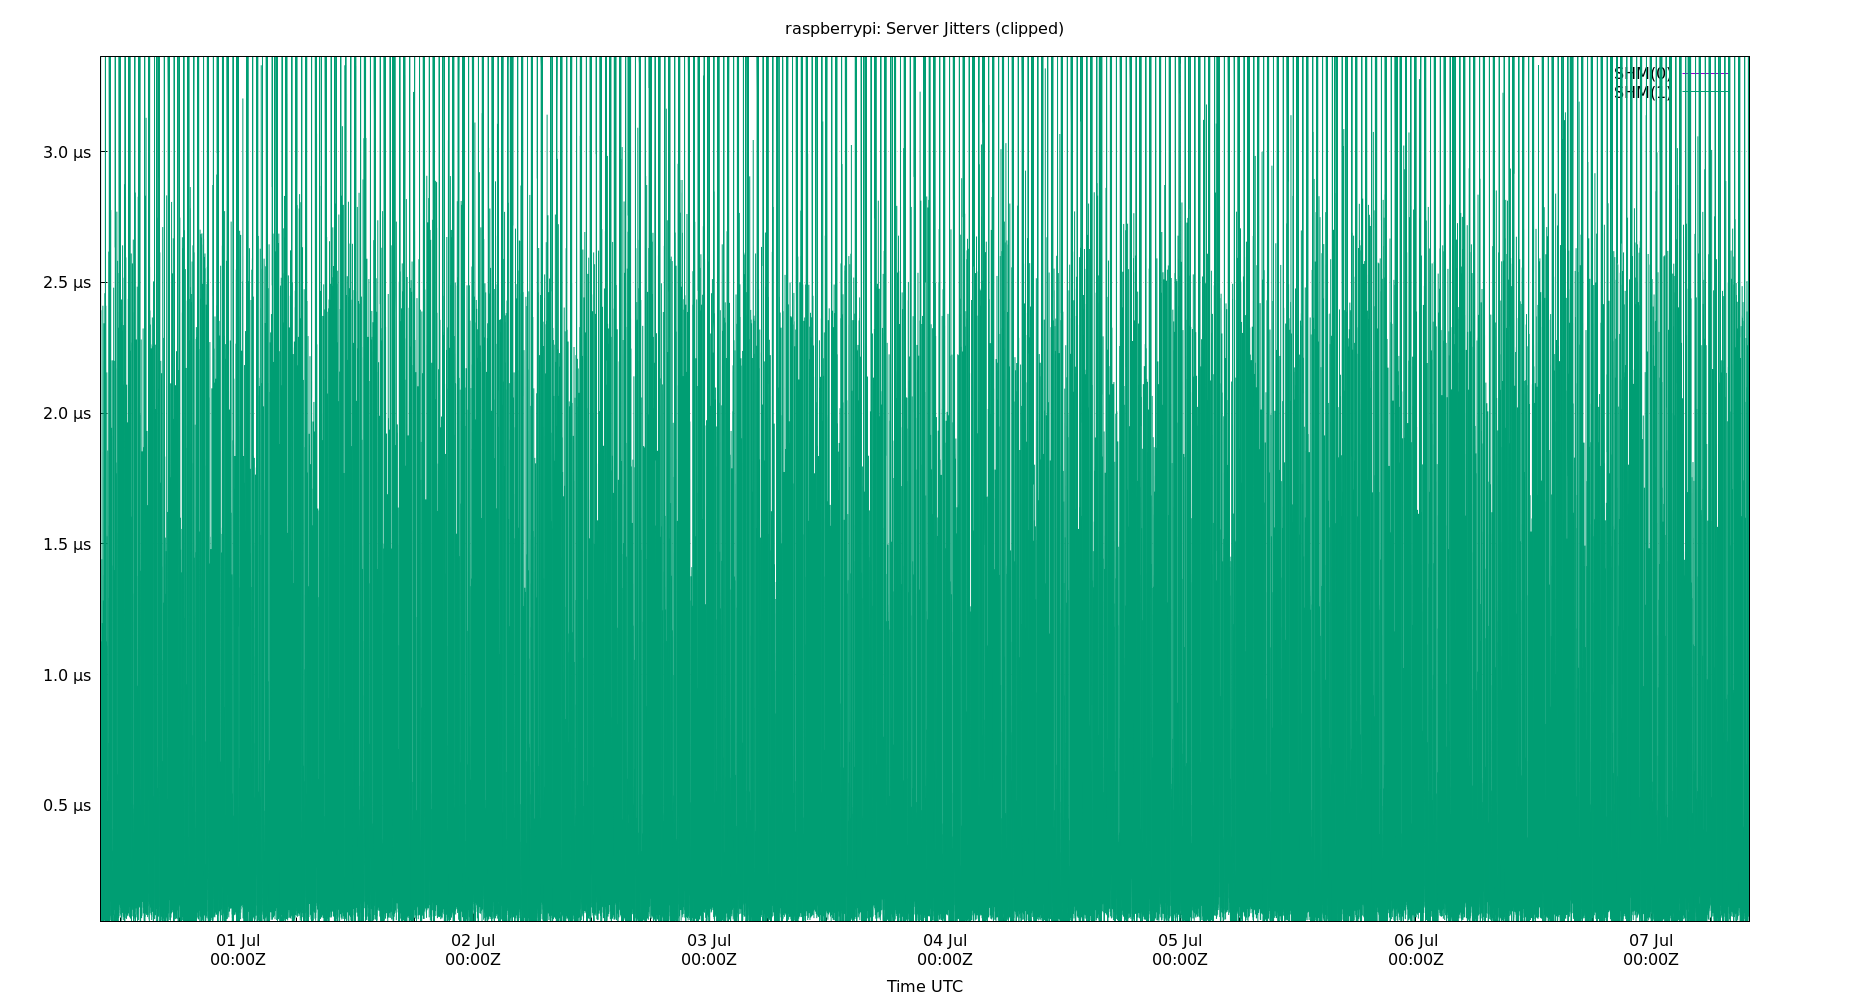 raspberrypi: Server Jitters (clipped)
SHM(0)
SHM(1)
3.0 μs
2.5 μs
2.0 μs
1.5 μs
1.0 μs
0.5 μs
01 Jul 02 Jul 03 Jul 04 Jul 05 Jul 06 Jul 07 Jul
00:00Z 00:00Z 00:00Z 00:00Z 00:00Z 00:00Z 00:00Z
Time UTC